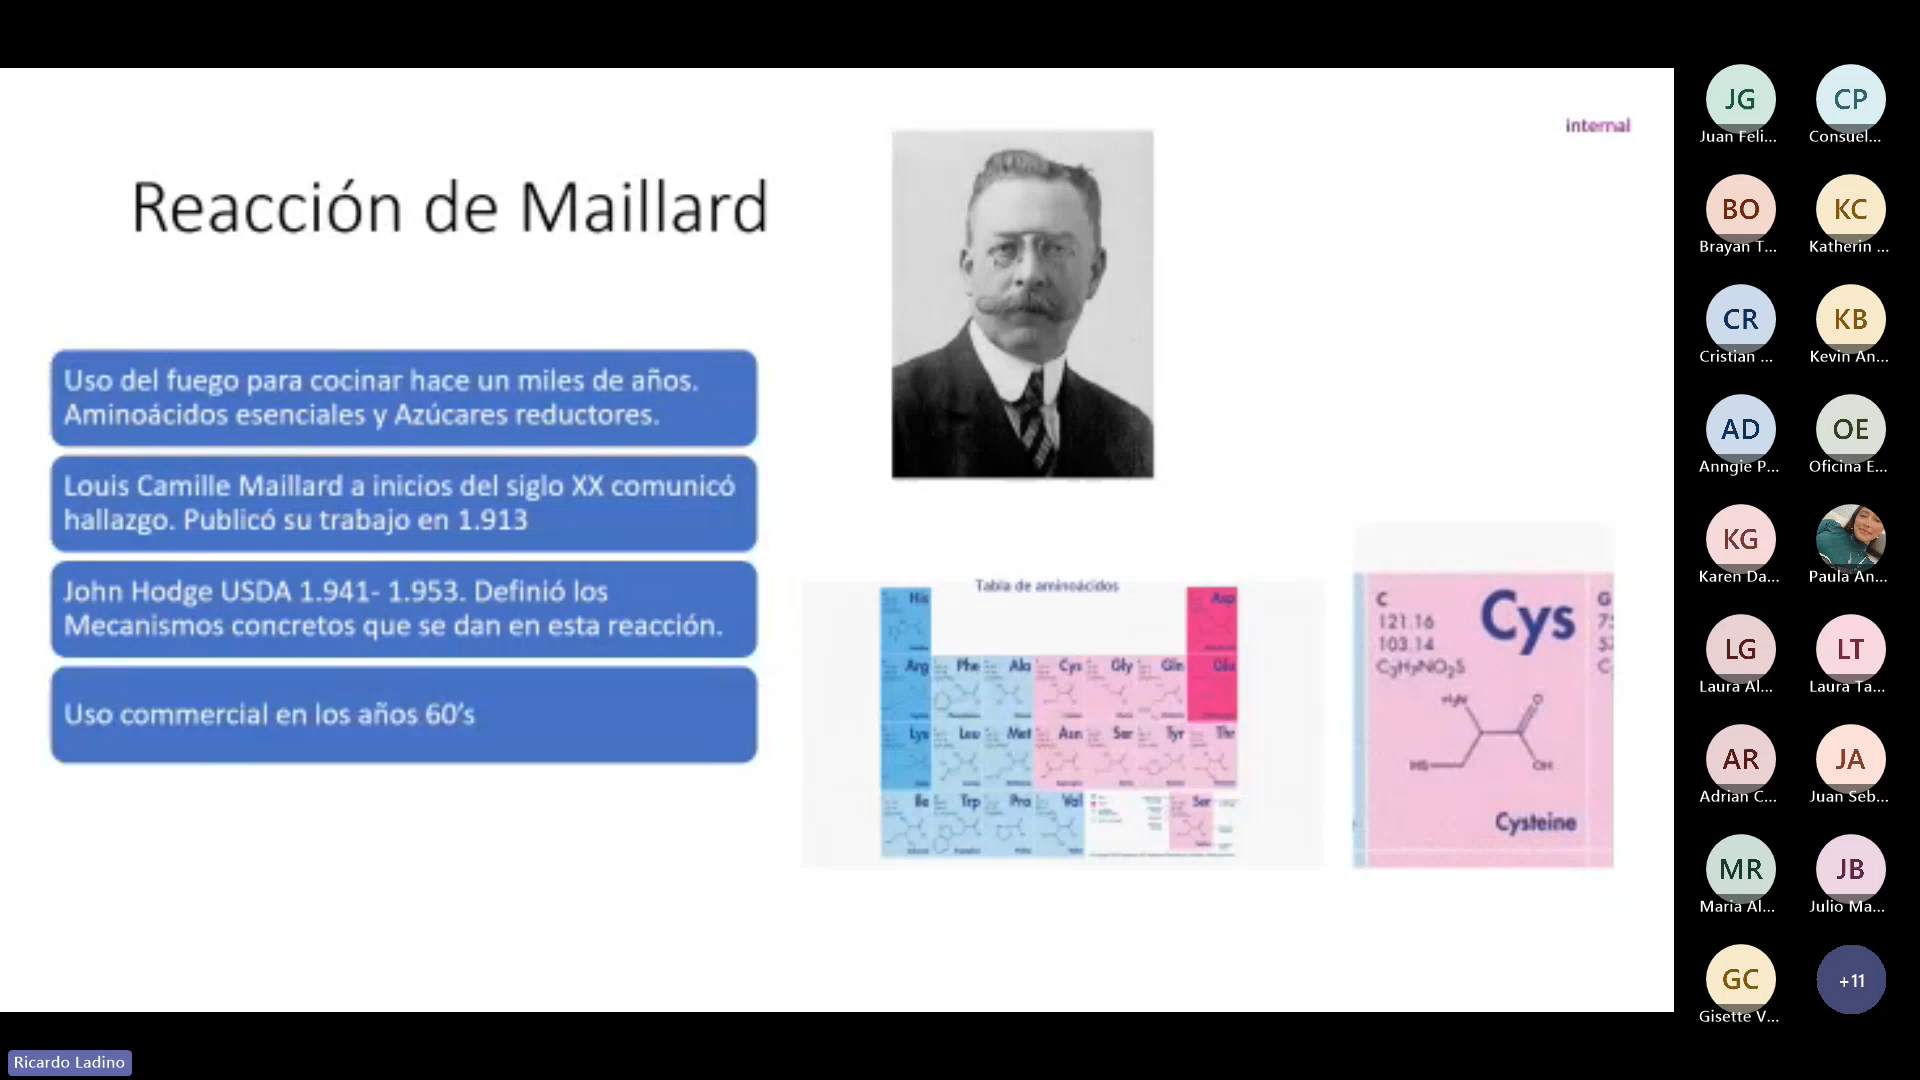 internal
Reacción de Maillard
Uso del fuego para cocinar hace un miles de años.
Aminoácidos esenciales y Azúcares reductores.
Louis Camille Maillard a inicios del siglo XX comunicó
hallazgo. Publicó su trabajo en 1.913
John Hodge USDA 1.941- 1.953. Definió los
Mecanismos concretos que se dan en esta reacción.
Uso commercial en los años 60's
Tabla de aminoácidos
His Asp
Arg Phe Ala Cys Gly Gln Glu
Lys Leu Met Asn Ser Tyr Thr
Ile Trp Pro Val Ser
C
121.16
103.14
C3H7NO2S
Cys
G
H2N
O
HS
OH
Cysteine
JG
Juan Feli...
CP
Consuel...
BO
Brayan T...
KC
Katherin ...
CR
Cristian ...
KB
Kevin An...
AD
Anngie P...
OE
Oficina E...
KG
Karen Da...
Paula An...
LG
Laura Al...
LT
Laura Ta...
AR
Adrian C...
JA
Juan Seb...
MR
Maria Al...
JB
Julio Ma...
GC
Gisette V...
+11
Ricardo Ladino